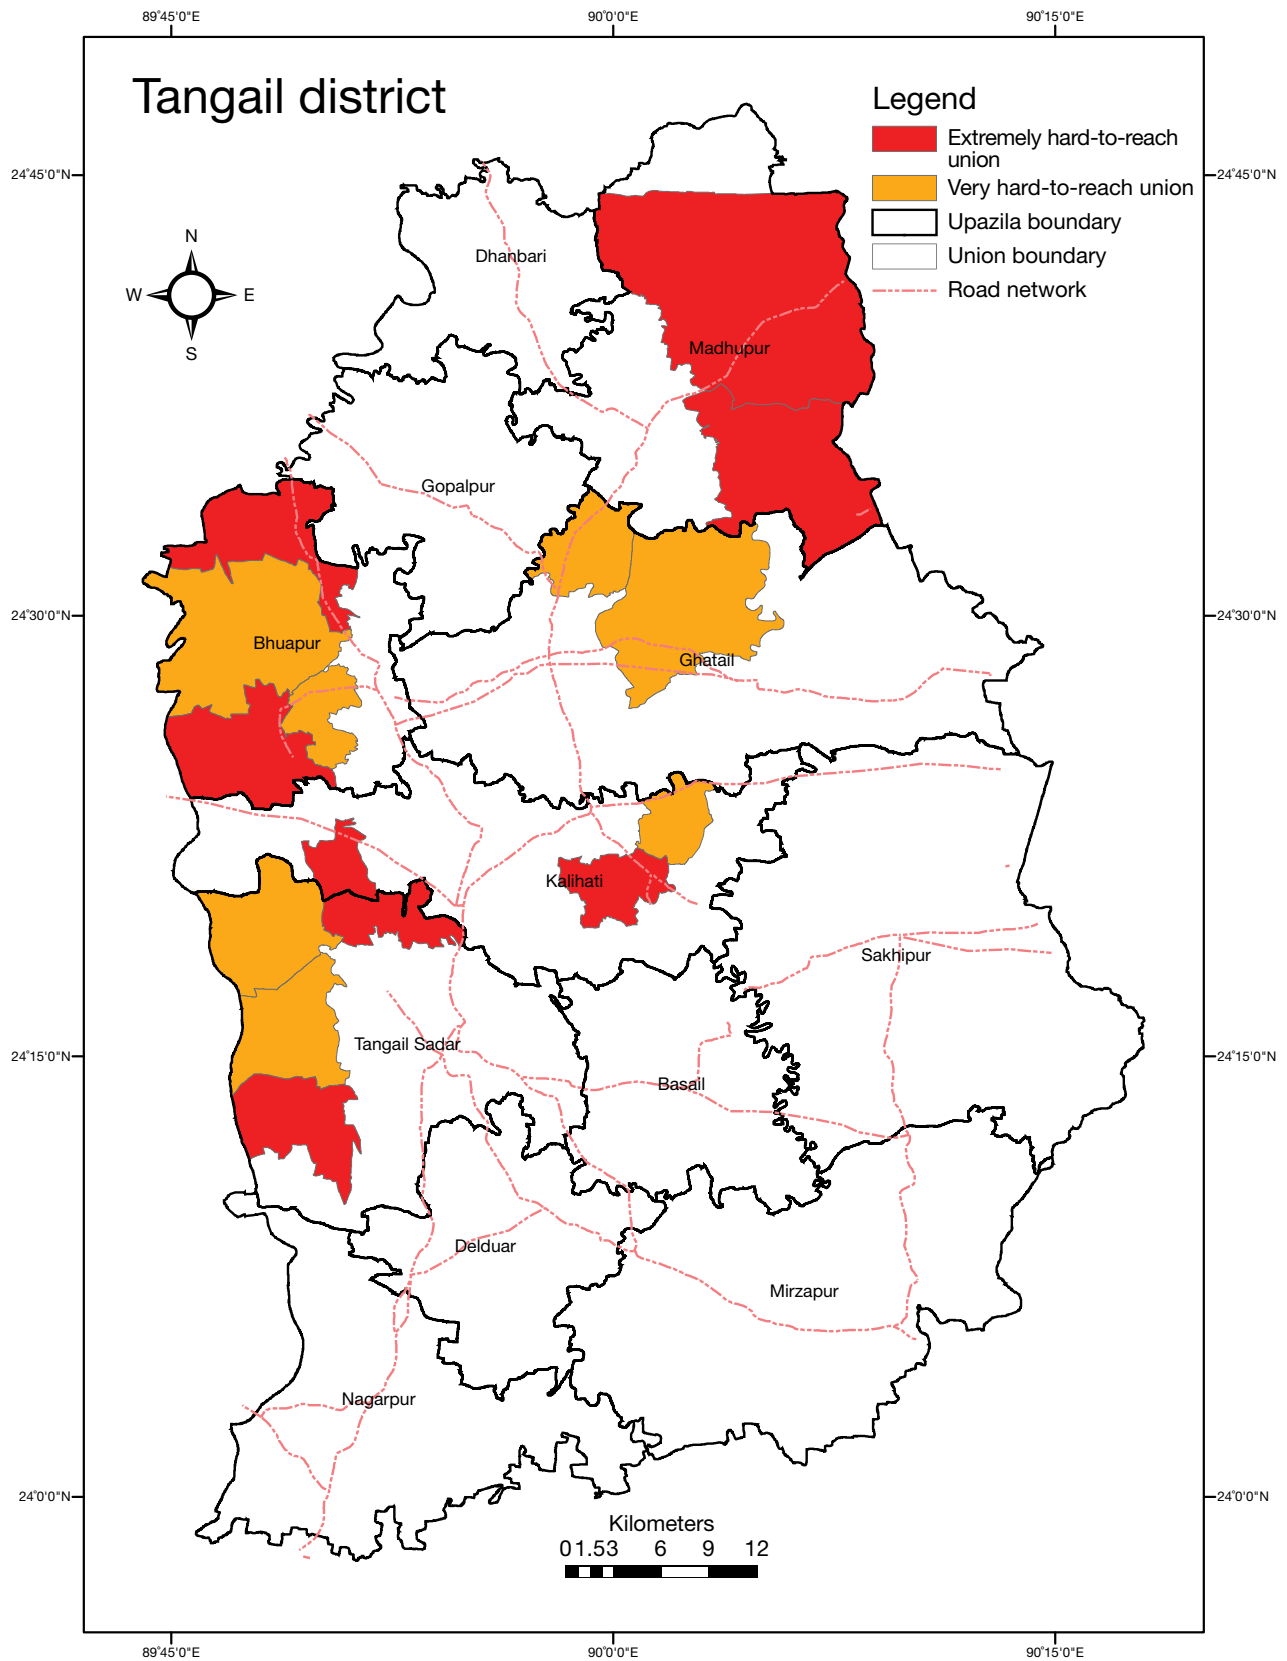 89°45'0"E 90°0'0"E 90°15'0"E
Tangail district
Legend
Extremely hard-to-reach
union
Very hard-to-reach union
Upazila boundary
Union boundary
Road network
24°45'0"N 24°45'0"N
N
W E
S
Dhanbari
Madhupur
Gopalpur
24°30'0"N 24°30'0"N
Bhuapur
Ghatail
Kalihati
Sakhipur
Tangail Sadar
24°15'0"N 24°15'0"N
Basail
Delduar
Mirzapur
Nagarpur
24°0'0"N 24°0'0"N
Kilometers
0 1.5 3 6 9 12
89°45'0"E 90°0'0"E 90°15'0"E